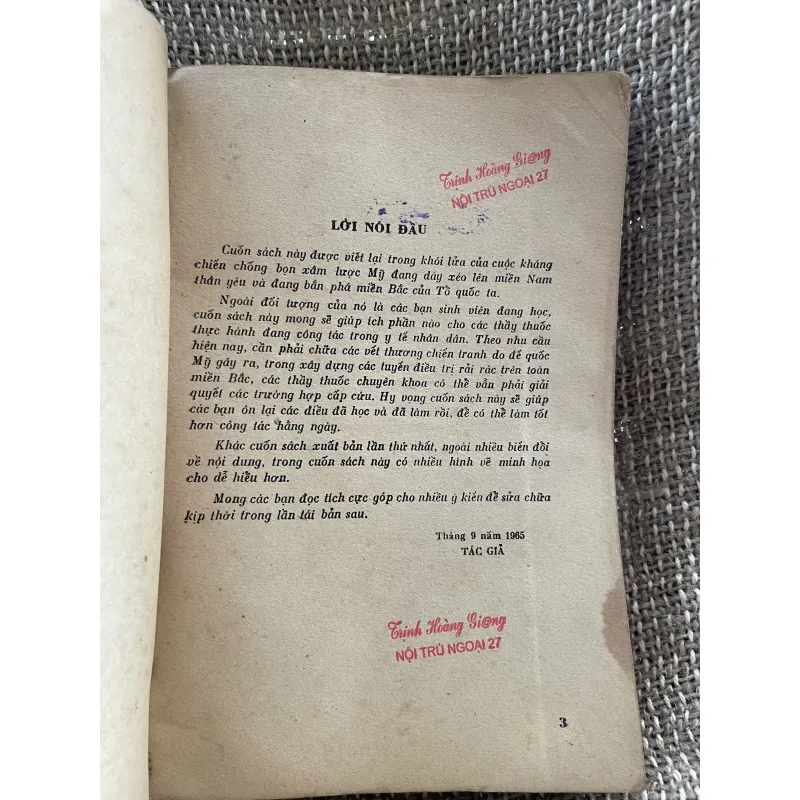 Trịnh Hoàng Gi@ng
NỘI TRÚ NGOẠI 27
LỜI NÓI ĐẦU
Cuốn sách này được viết lại trong khói lửa của cuộc kháng
chiến chống bọn xâm lược Mỹ đang dày xéo lên miền Nam
thân yêu và đang bắn phá miền Bắc của Tổ quốc ta.
Ngoài đối tượng của nó là các bạn sinh viên đang học,
cuốn sách này mong sẽ giúp ích phần nào cho các thầy thuốc
thực hành đang công tác trong y tế nhân dân. Theo nhu cầu
hiện nay, cần phải chữa các vết thương chiến tranh do đế quốc
Mỹ gây ra, trong xây dựng các tuyến điều trị rải rác trên toàn
miền Bắc, các thầy thuốc chuyên khoa có thể vẫn phải giải
quyết các trường hợp cấp cứu. Hy vọng cuốn sách này sẽ giúp
các bạn ôn lại các điều đã học và đã làm rồi, để có thể làm tốt
hơn công tác hằng ngày.
Khác cuốn sách xuất bản lần thứ nhất, ngoài nhiều biến đổi
về nội dung, trong cuốn sách này có nhiều hình vẽ minh họa
cho dễ hiểu hơn.
Mong các bạn đọc tích cực góp cho nhiều ý kiến để sửa chữa
kịp thời trong lần tái bản sau.
Tháng 9 năm 1965
TÁC GIẢ
Trịnh Hoàng Gi@ng
NỘI TRÚ NGOẠI 27
3